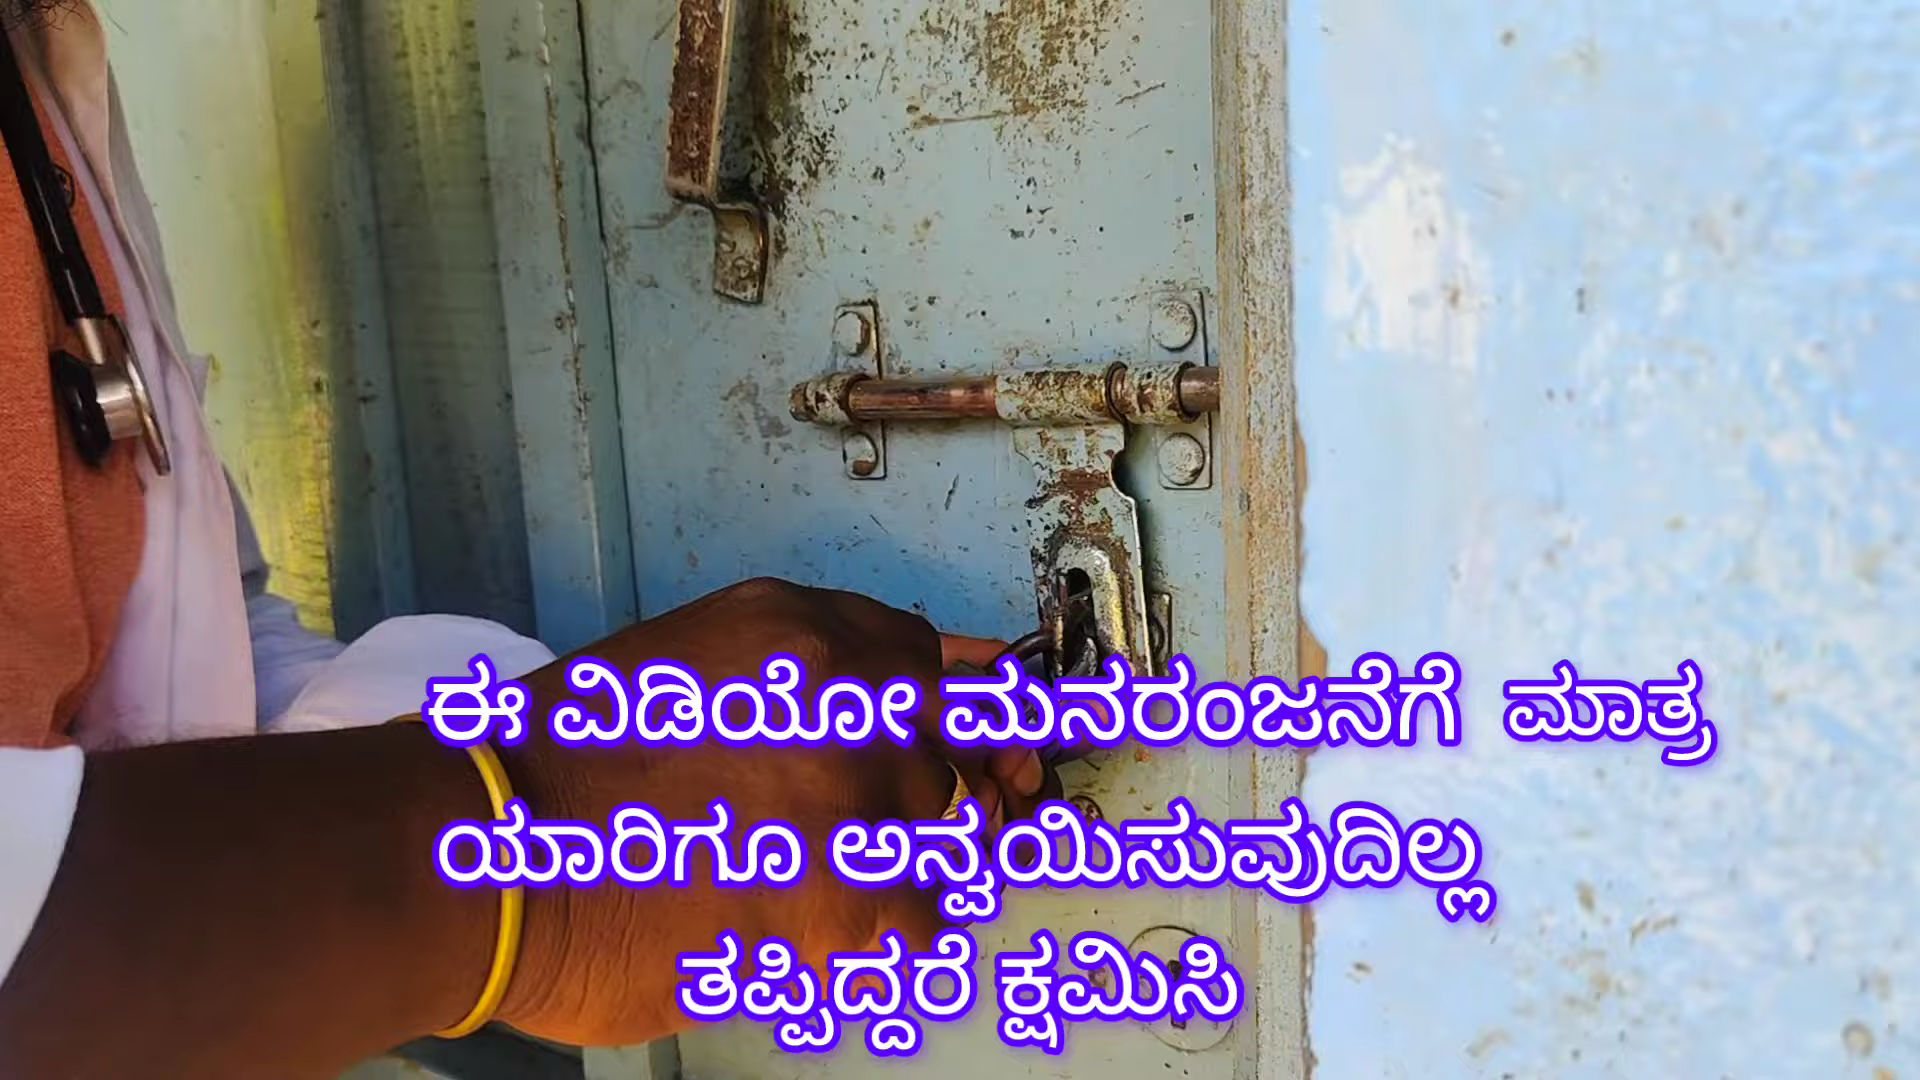 ಈ ವಿಡಿಯೋ ಮನರಂಜನೆಗೆ ಮಾತ್ರ
ಯಾರಿಗೂ ಅನ್ವಯಿಸುವುದಿಲ್ಲ
ತಪ್ಪಿದ್ದರೆ ಕ್ಷಮಿಸಿ